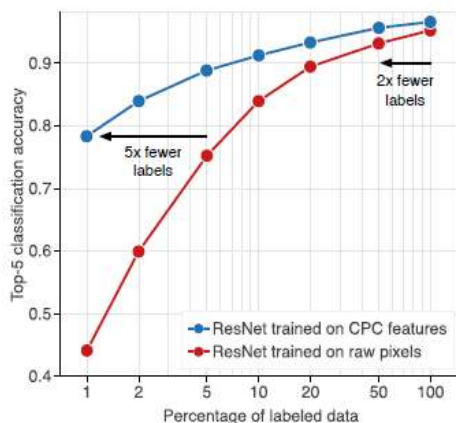 Top-5 classification accuracy
0.9
0.8
0.7
0.6
0.5
0.4
2x fewer
labels
5x fewer
labels
ResNet trained on CPC features
ResNet trained on raw pixels
1 2 5 10 20 50 100
Percentage of labeled data